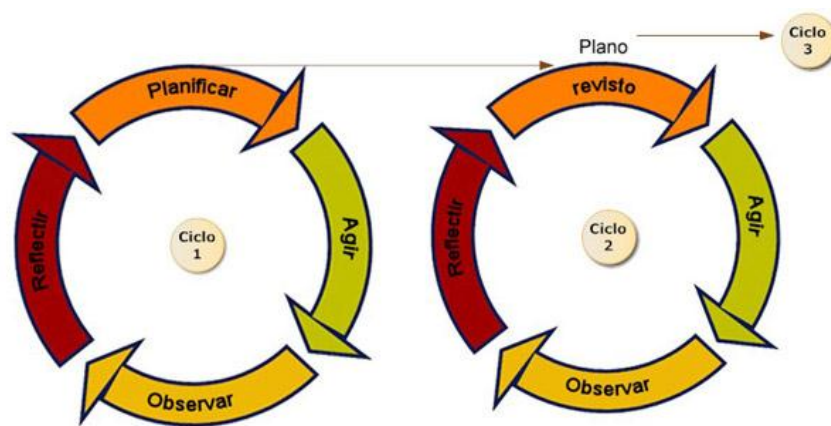 Planificar
Agir
Observar
Reflectir
Ciclo
1
Plano
revisto
Agir
Observar
Reflectir
Ciclo
2
Ciclo
3